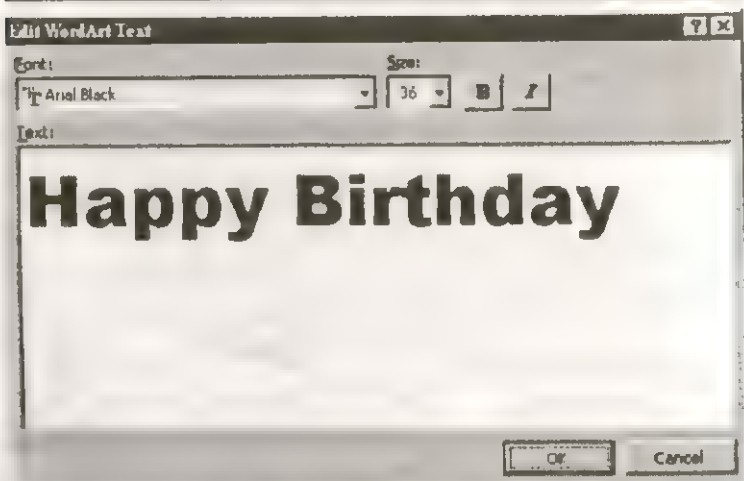 Edit WordArt Text
Font:
Size:
Arial Black
36
B
I
Text:
Happy Birthday
OK
Cancel